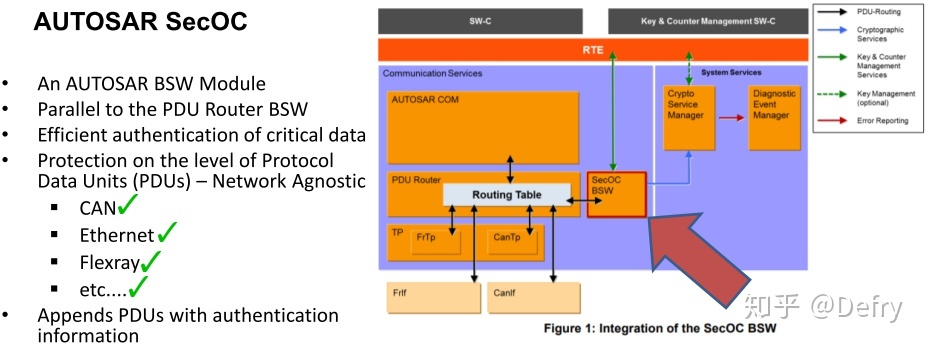 AUTOSAR SecOC
• An AUTOSAR BSW Module
• Parallel to the PDU Router BSW
• Efficient authentication of critical data
• Protection on the level of Protocol
Data Units (PDUs) – Network Agnostic
▪ CAN✓
▪ Ethernet✓
▪ Flexray✓
▪ etc....✓
• Appends PDUs with authentication
information
SW-C
Key & Counter Management SW-C
RTE
Communication Services
System Services
AUTOSAR COM
Crypto
Service
Manager
Diagnostic
Event
Manager
PDU Router
Routing Table
SecOC
BSW
TP
FrTp
CanTp
FrIf
CanIf
PDU-Routing
Cryptographic
Services
Key & Counter
Management
Services
Key Management
(optional)
Error Reporting
Figure 1: Integration of the SecOC BSW
知乎 @Defry